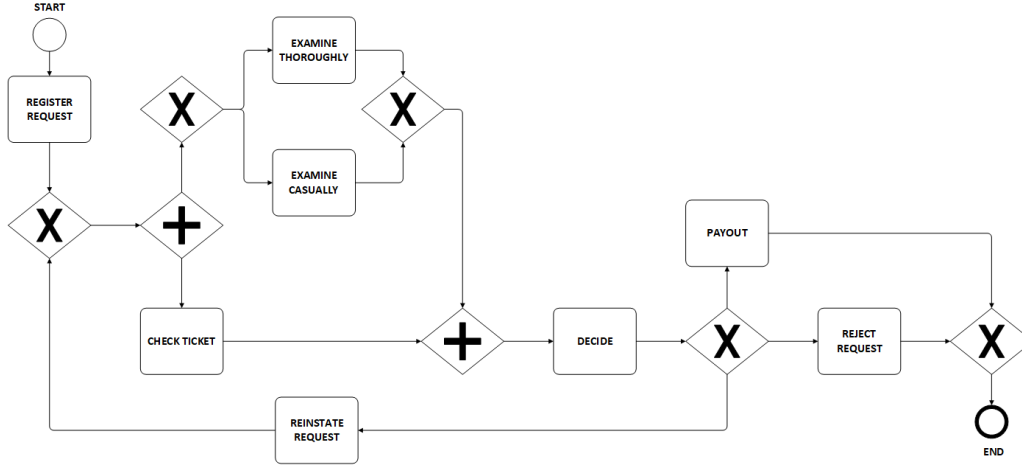 START
EXAMINE
THOROUGHLY
REGISTER
REQUEST
X
X
EXAMINE
CASUALLY
X
+
PAYOUT
CHECK TICKET
+
DECIDE
X
REJECT
REQUEST
X
REINSTATE
REQUEST
END